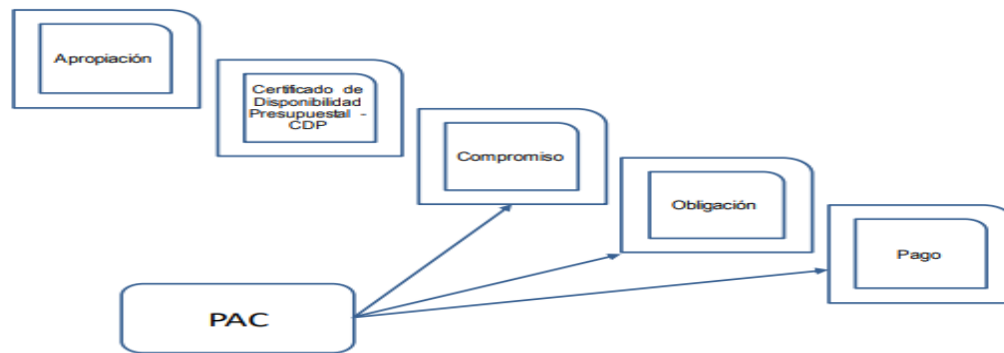 Apropiación
Certificado de
Disponibilidad
Presupuestal -
CDP
Compromiso
Obligación
Pago
PAC